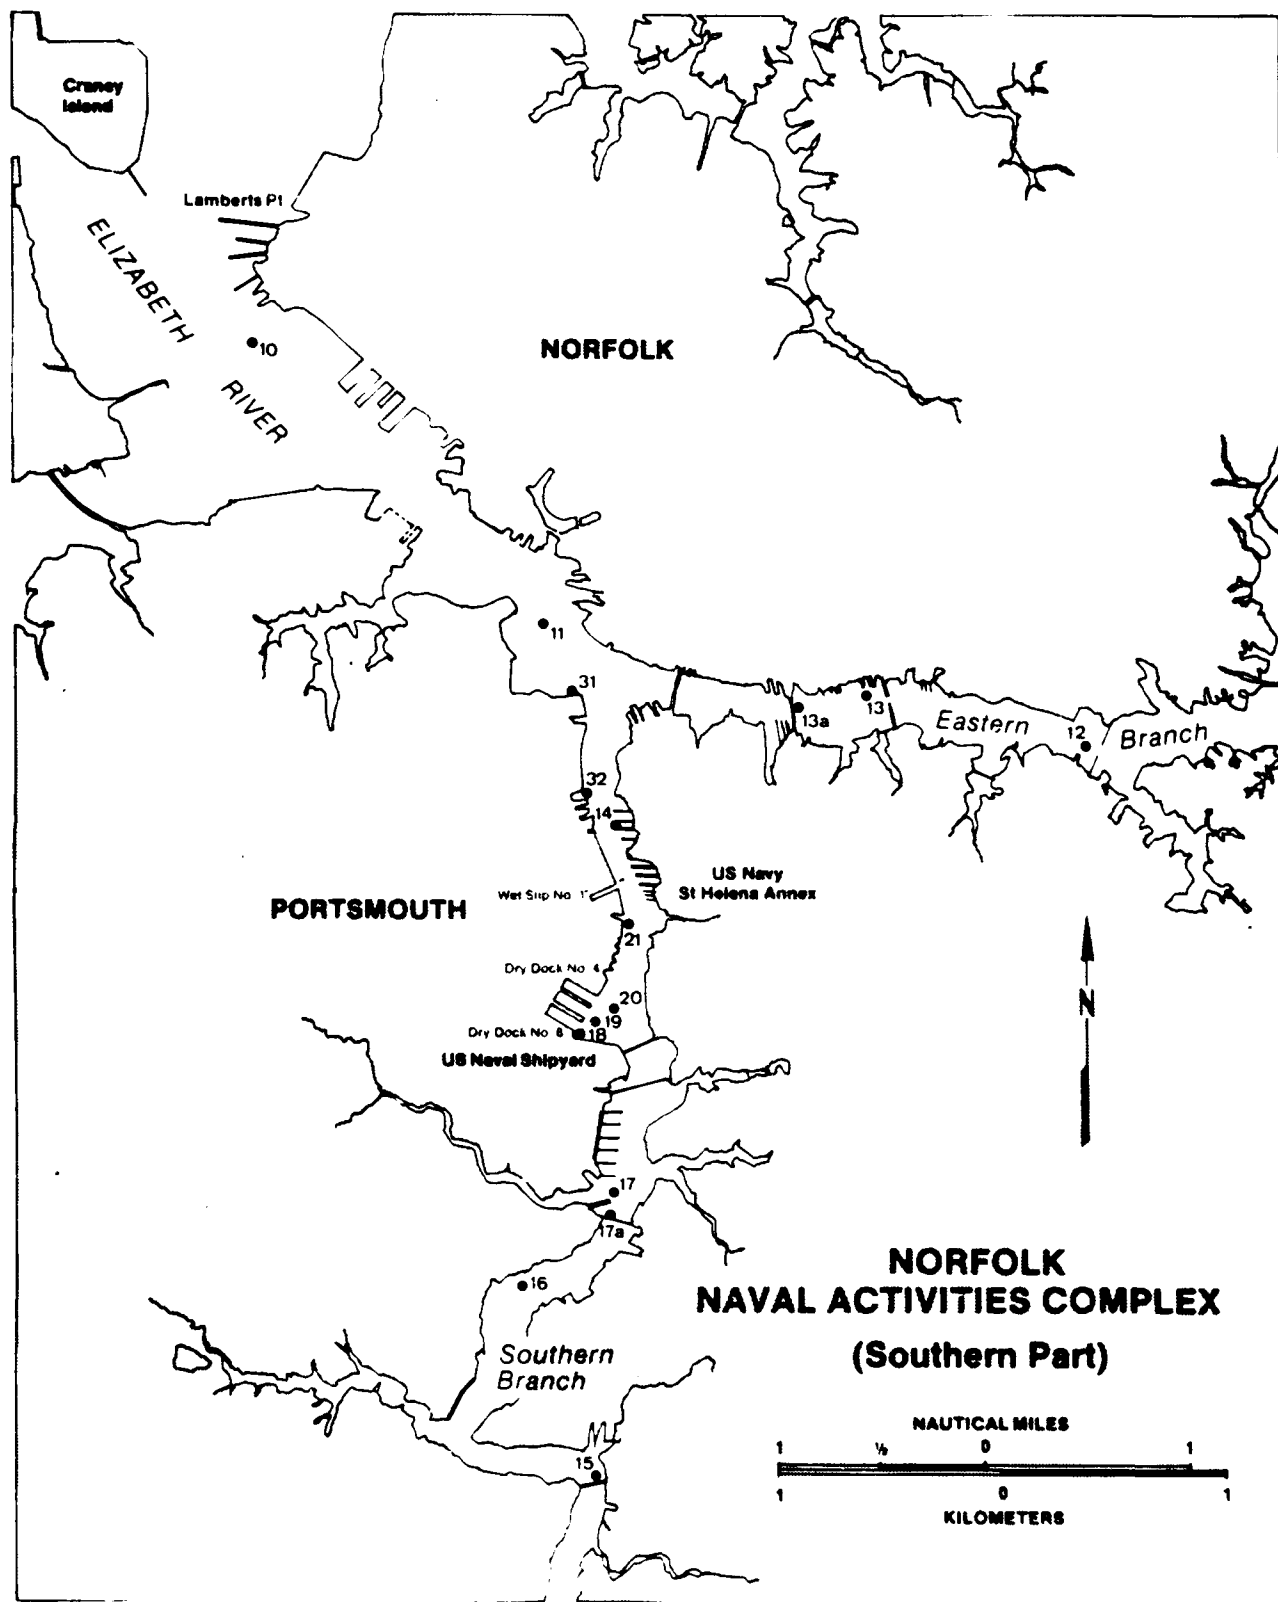 Craney
Island
Lamberts Pt
ELIZABETH
RIVER
10
NORFOLK
11
31
13a
13
Eastern
12
Branch
32
14
US Navy
St Helena Annex
Wet Slip No. 1
PORTSMOUTH
21
Dry Dock No 4
20
19
Dry Dock No 8
18
US Naval Shipyard
N
17
17a
16
NORFOLK
NAVAL ACTIVITIES COMPLEX
(Southern Part)
Southern
Branch
NAUTICAL MILES
1 ½ 0 1
15
1 0 1
KILOMETERS